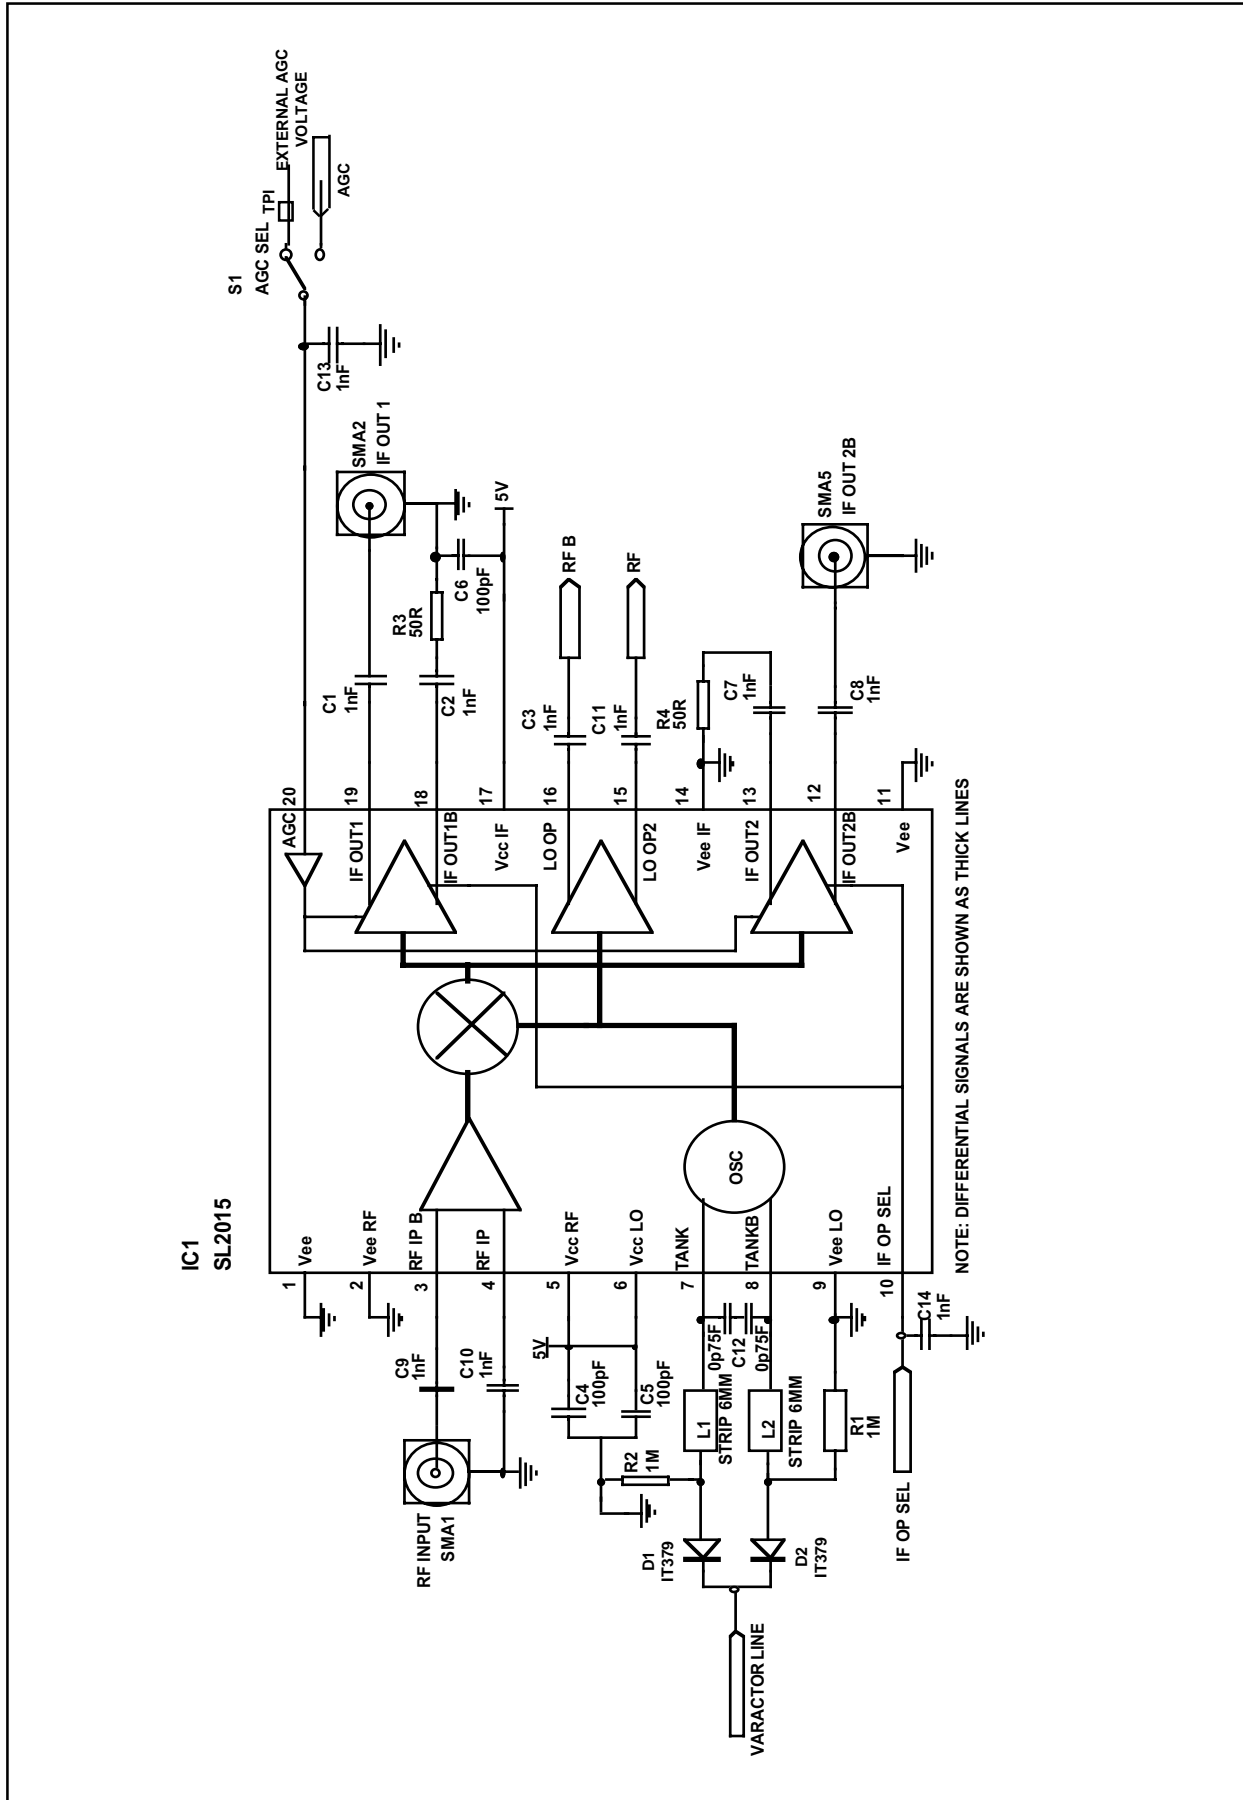 IC1
SL2015
S1
AGC SEL
TPI
EXTERNAL AGC
VOLTAGE
AGC
C13
1nF
SMA2
IF OUT 1
C1
1nF
C2
1nF
R3
50R
C6
100pF
5V
C3
1nF
RF B
C11
1nF
RF
R4
50R
C7
1nF
SMA5
IF OUT 2B
C8
1nF
20
19
18
17
16
15
14
13
12
11
AGC
IF OUT1
IF OUT1B
Vcc IF
LO OP
LO OP2
Vee IF
IF OUT2
IF OUT2B
Vee
OSC
Vee
Vee RF
RF IP B
RF IP
Vcc RF
Vcc LO
TANK
TANKB
Vee LO
IF OP SEL
1
2
3
4
5
6
7
8
9
10
C9
1nF
C10
1nF
RF INPUT
SMA1
5V
C4
100pF
C5
100pF
R2
1M
L1
STRIP 6MM
0p75F
C12
0p75F
L2
STRIP 6MM
R1
1M
C14
1nF
D1
IT379
D2
IT379
IF OP SEL
VARACTOR LINE
NOTE: DIFFERENTIAL SIGNALS ARE SHOWN AS THICK LINES